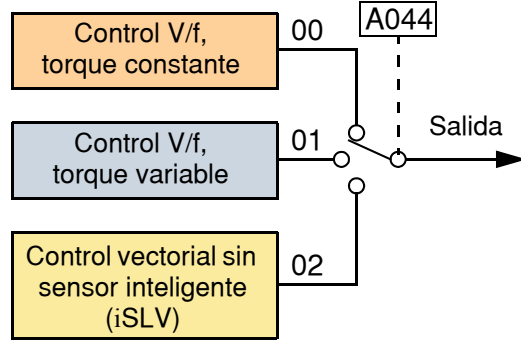 Control V/f,
torque constante
00
A044
Control V/f,
torque variable
01
Salida
Control vectorial sin
sensor inteligente
(iSLV)
02